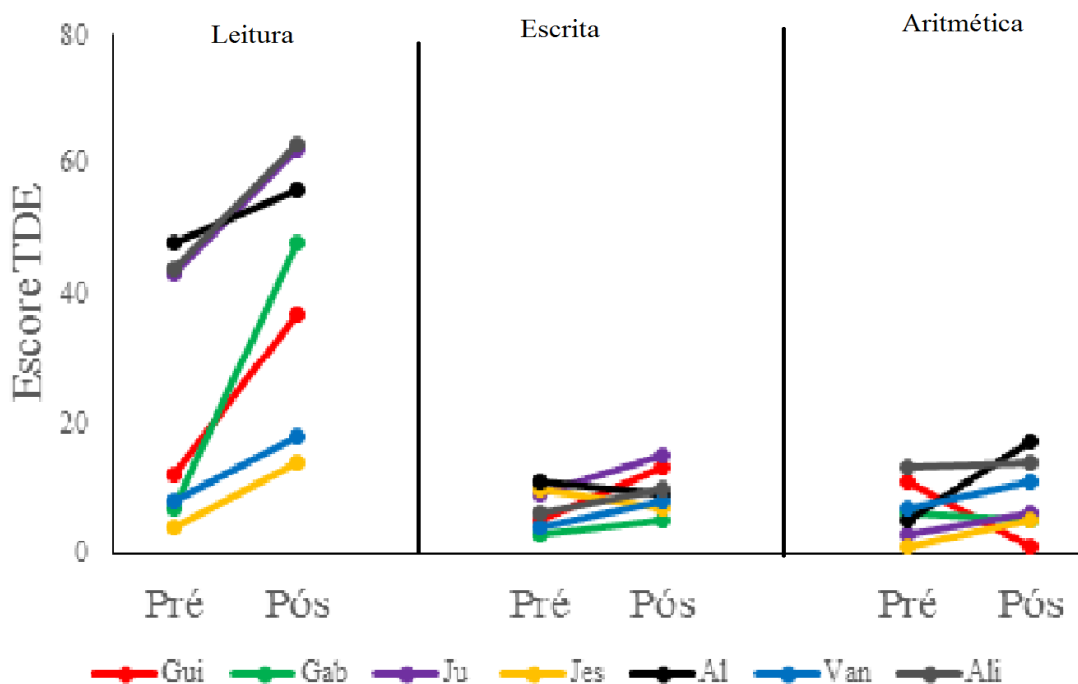 Leitura
Escrita
Aritmética
Escore TDE
80
60
40
20
0
Pré Pós Pré Pós Pré Pós
Gui Gab Ju Jes Al Van Ali